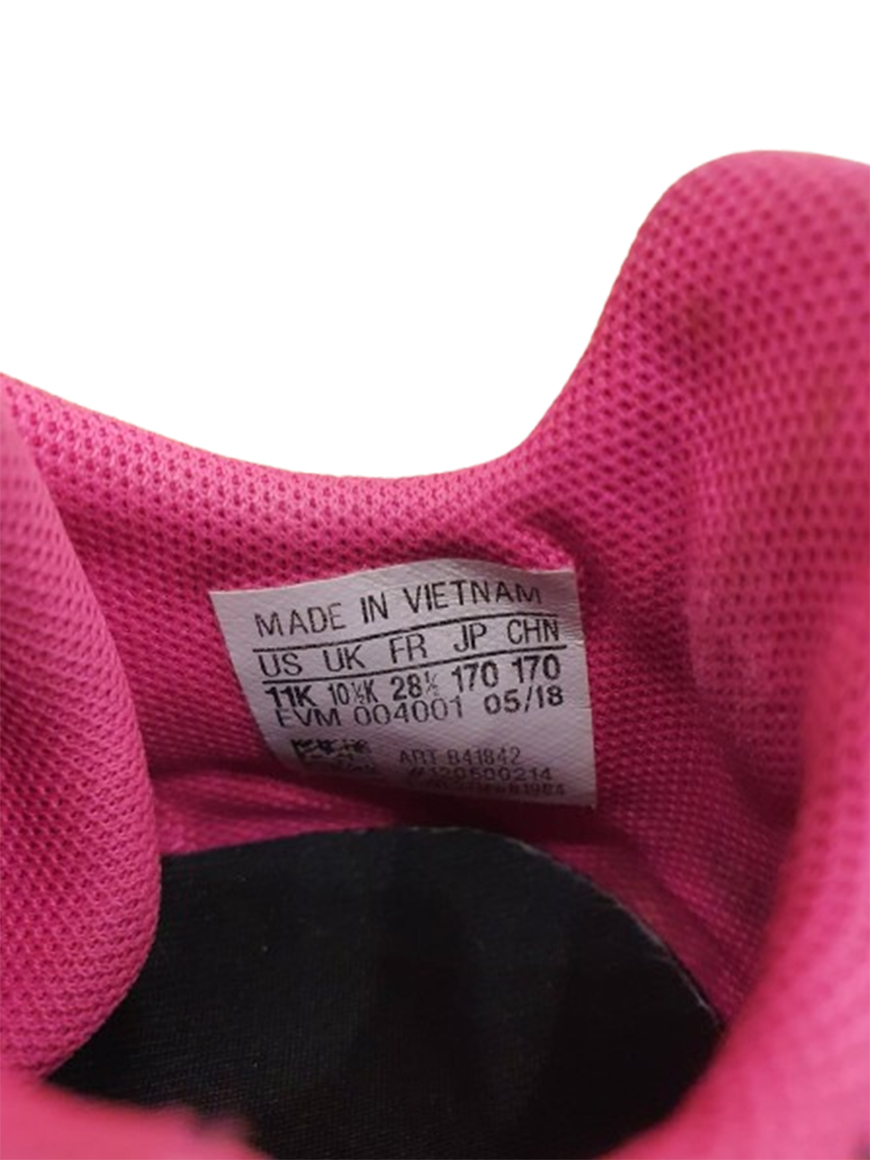 MADE IN VIETNAM
US UK FR JP CHN
11K 10½K 28½ 170 170
EVM 004001 05/18
ART B41842
#120500214